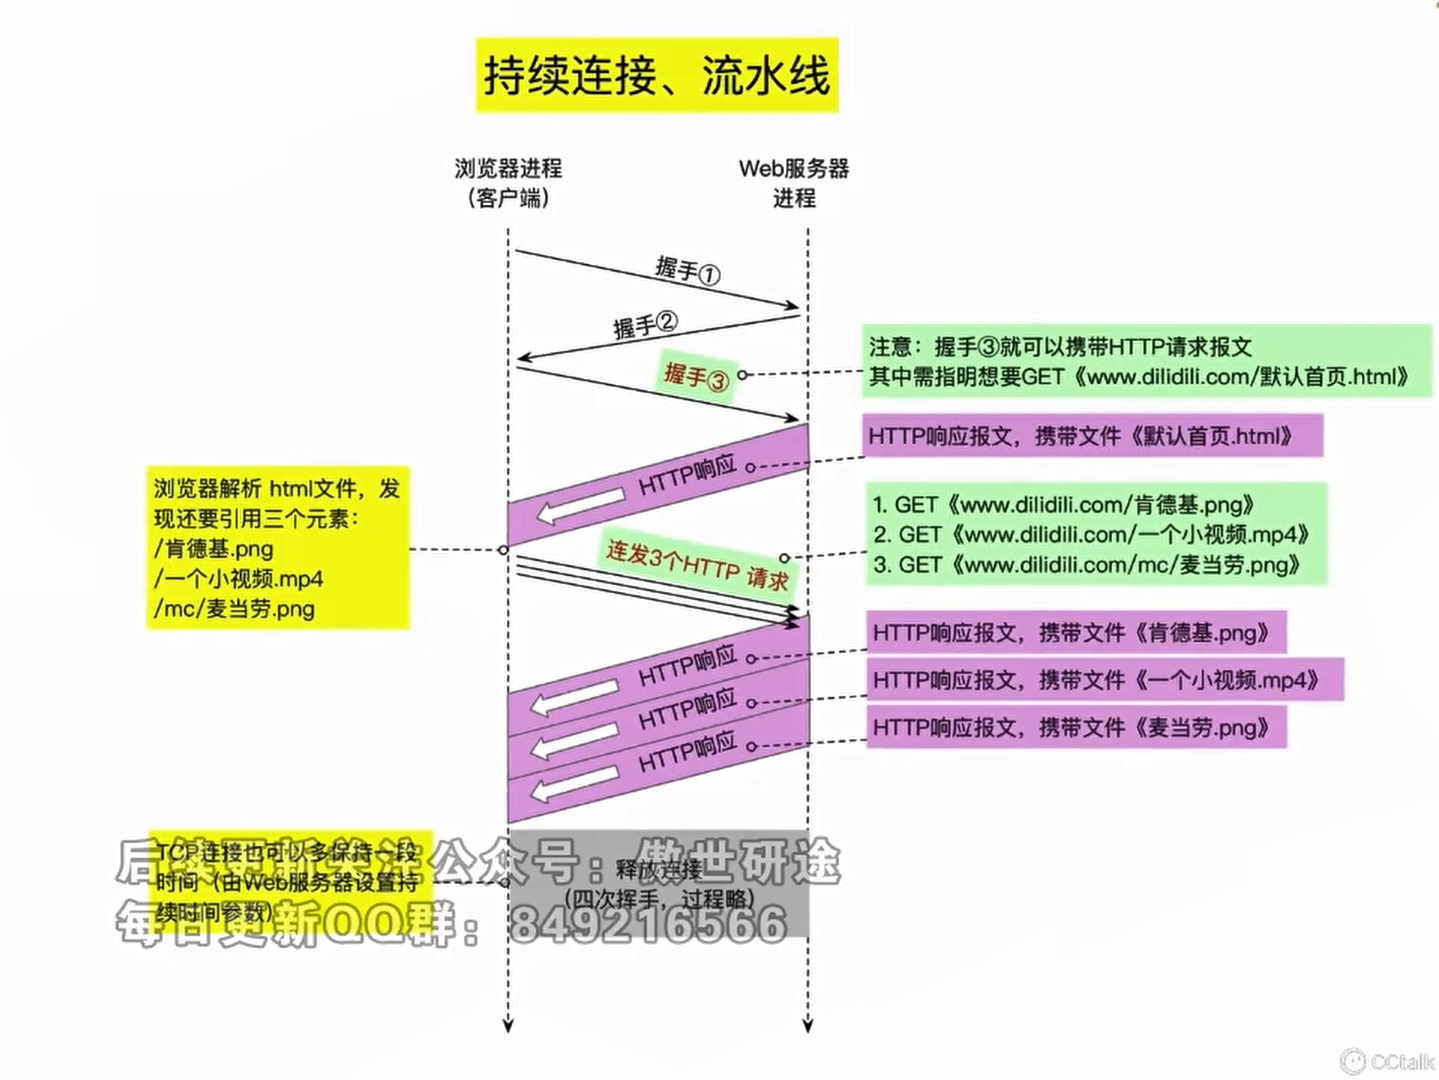 持续连接、流水线
浏览器进程
（客户端）
Web服务器
进程
握手①
握手②
握手③
注意：握手③就可以携带HTTP请求报文
其中需指明想要GET《www.dilidili.com/默认首页.html》
HTTP响应报文，携带文件《默认首页.html》
HTTP响应
浏览器解析 html文件，发
现还要引用三个元素：
/肯德基.png
/一个小视频.mp4
/mc/麦当劳.png
连发3个HTTP 请求
1. GET《www.dilidili.com/肯德基.png》
2. GET《www.dilidili.com/一个小视频.mp4》
3. GET《www.dilidili.com/mc/麦当劳.png》
HTTP响应
HTTP响应
HTTP响应
HTTP响应报文，携带文件《肯德基.png》
HTTP响应报文，携带文件《一个小视频.mp4》
HTTP响应报文，携带文件《麦当劳.png》
TCP连接也可以多保持一段
时间（由Web服务器设置持
续时间参数）
释放连接
（四次挥手，过程略）
后续更新关注公众号：傲世研途
每日更新QQ群：849216566
CCtalk